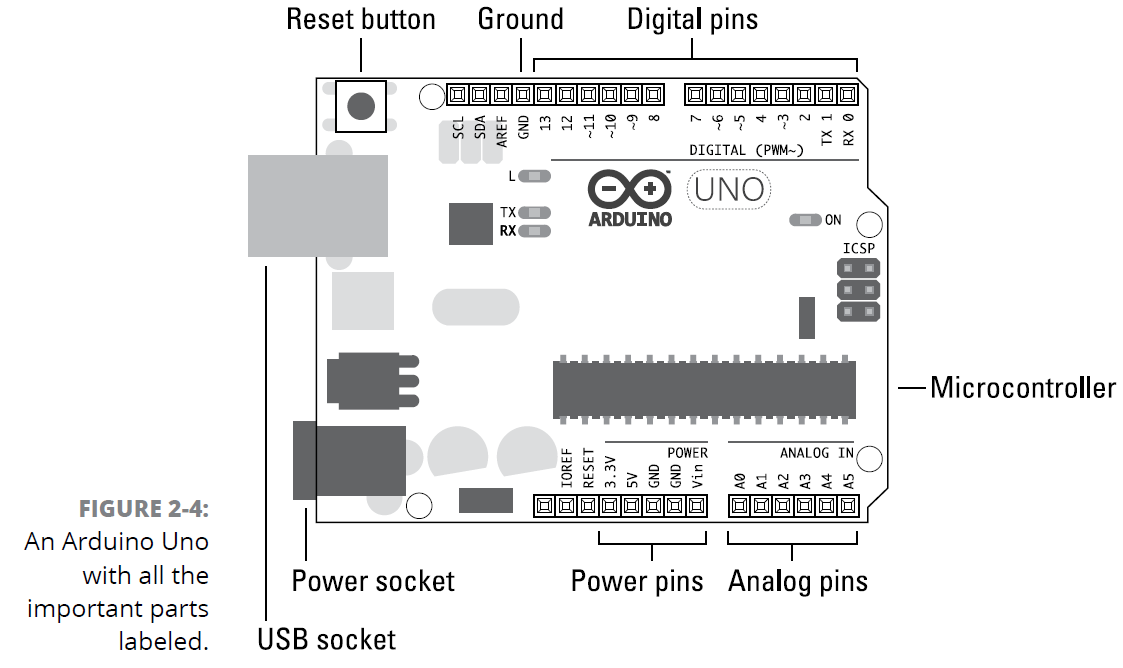 Reset button
Ground
Digital pins
SCL
SDA
AREF
GND
13
12
~11
~10
~9
8
7
~6
~5
4
~3
2
TX 1
RX 0
DIGITAL (PWM~)
L
TX
RX
ARDUINO
UNO
ON
ICSP
Microcontroller
IOREF
RESET
3.3V
5V
GND
GND
Vin
POWER
ANALOG IN
A0
A1
A2
A3
A4
A5
FIGURE 2-4:
An Arduino Uno
with all the
important parts
labeled.
Power socket
Power pins
Analog pins
USB socket